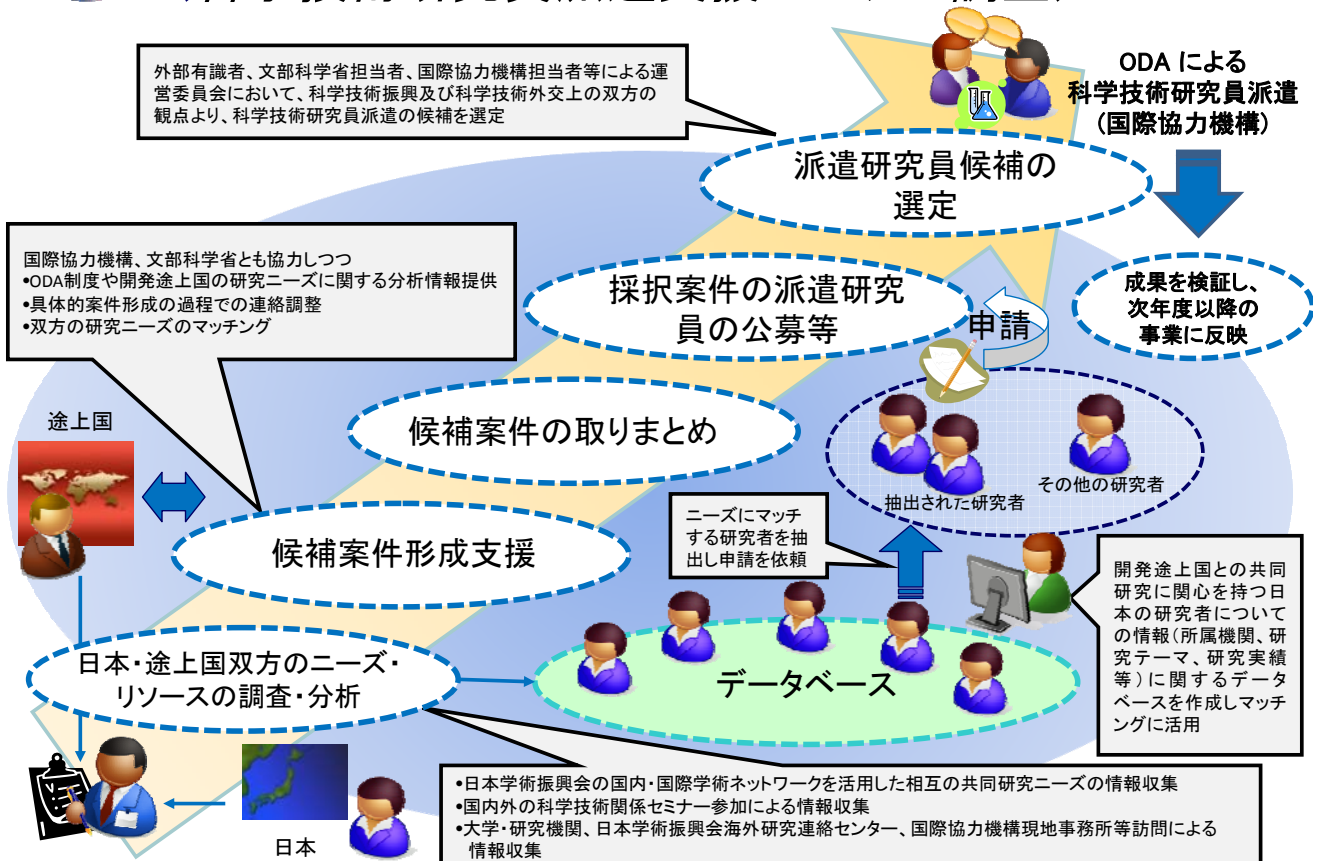 外部有識者、文部科学省担当者、国際協力機構担当者等による運
営委員会において、科学技術振興及び科学技術外交上の双方の
観点より、科学技術研究員派遣の候補を選定
ODA による
科学技術研究員派遣
(国際協力機構)
派遣研究員候補の
選定
国際協力機構、文部科学省とも協力しつつ
•ODA制度や開発途上国の研究ニーズに関する分析情報提供
•具体的案件形成の過程での連絡調整
•双方の研究ニーズのマッチング
採択案件の派遣研究
員の公募等
申請
成果を検証し、
次年度以降の
事業に反映
途上国
候補案件の取りまとめ
抽出された研究者
その他の研究者
候補案件形成支援
ニーズにマッチ
する研究者を抽
出し申請を依頼
開発途上国との共同
研究に関心を持つ日
本の研究者について
の情報(所属機関、研
究テーマ、研究実績
等)に関するデータ
ベースを作成しマッチ
ングに活用
日本・途上国双方のニーズ・
リソースの調査・分析
データベース
日本
•日本学術振興会の国内・国際学術ネットワークを活用した相互の共同研究ニーズの情報収集
•国内外の科学技術関係セミナー参加による情報収集
•大学・研究機関、日本学術振興会海外研究連絡センター、国際協力機構現地事務所等訪問による
情報収集